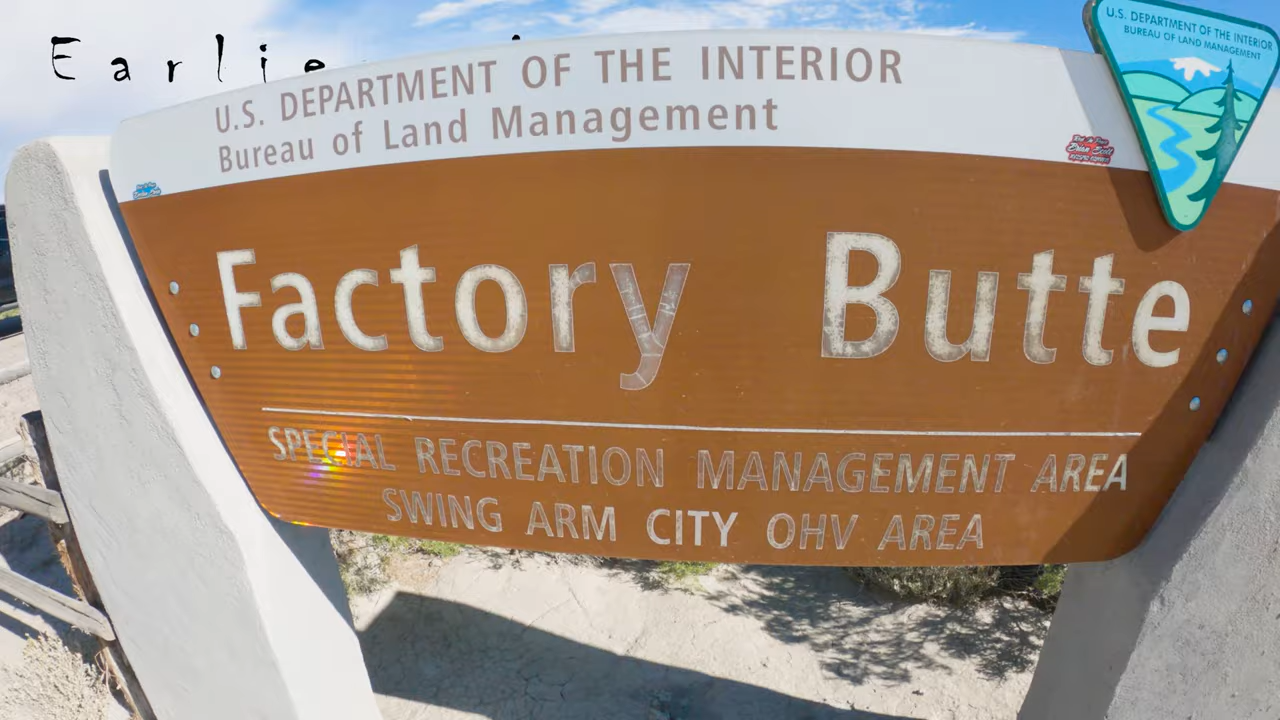 Earlie
U.S. DEPARTMENT OF THE INTERIOR
Bureau of Land Management
U.S. DEPARTMENT OF THE INTERIOR
BUREAU OF LAND MANAGEMENT
Factory Butte
SPECIAL RECREATION MANAGEMENT AREA
SWING ARM CITY OHV AREA